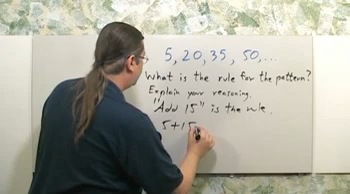 5, 20, 35, 50, ...
What is the rule for the pattern?
Explain your reasoning.
"Add 15" is the rule.
5+15